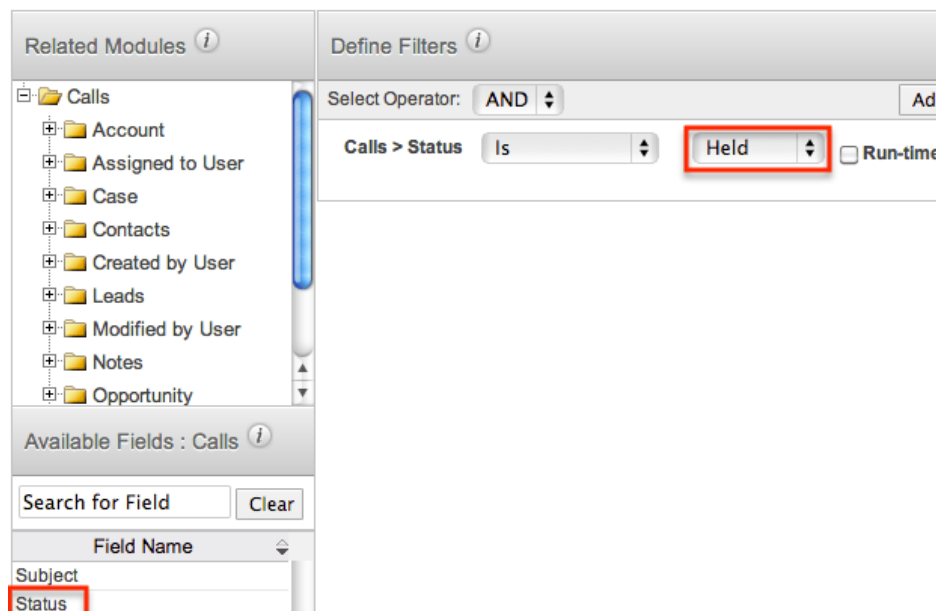 Related Modules i
Calls
Account
Assigned to User
Case
Contacts
Created by User
Leads
Modified by User
Notes
Opportunity
Available Fields : Calls i
Search for Field Clear
Field Name
Subject
Status
Define Filters i
Select Operator: AND Ad
Calls > Status Is Held Run-time